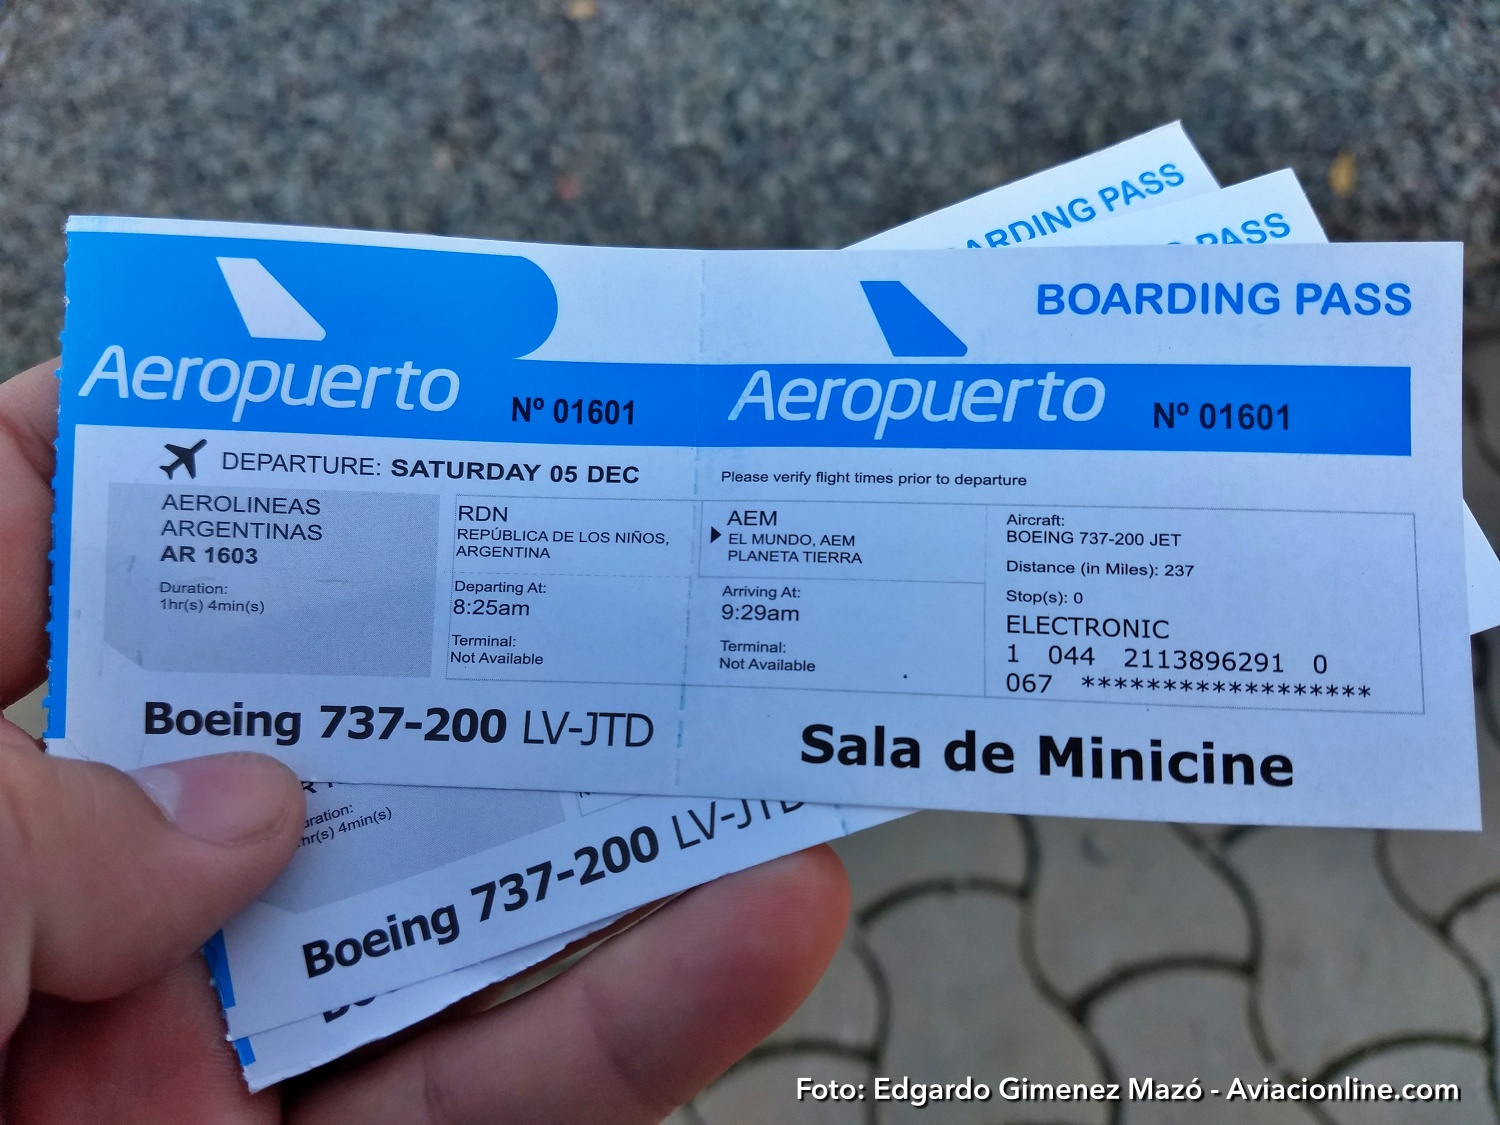 ARDING PASS
PASS
BOARDING PASS
Aeropuerto Nº 01601
Aeropuerto Nº 01601
DEPARTURE: SATURDAY 05 DEC
Please verify flight times prior to departure
AEROLINEAS
ARGENTINAS
AR 1603
Duration:
1hr(s) 4min(s)
RDN
REPÚBLICA DE LOS NIÑOS,
ARGENTINA
Departing At:
8:25am
Terminal:
Not Available
AEM
EL MUNDO, AEM
PLANETA TIERRA
Arriving At:
9:29am
Terminal:
Not Available
Aircraft:
BOEING 737-200 JET
Distance (in Miles): 237
Stop(s): 0
ELECTRONIC
1 044 2113896291 0
067 ******************
Boeing 737-200 LV-JTD
Sala de Minicine
uration:
hr(s) 4min(s)
Boeing 737-200 LV-JTD
Foto: Edgardo Gimenez Mazó - Aviacionline.com